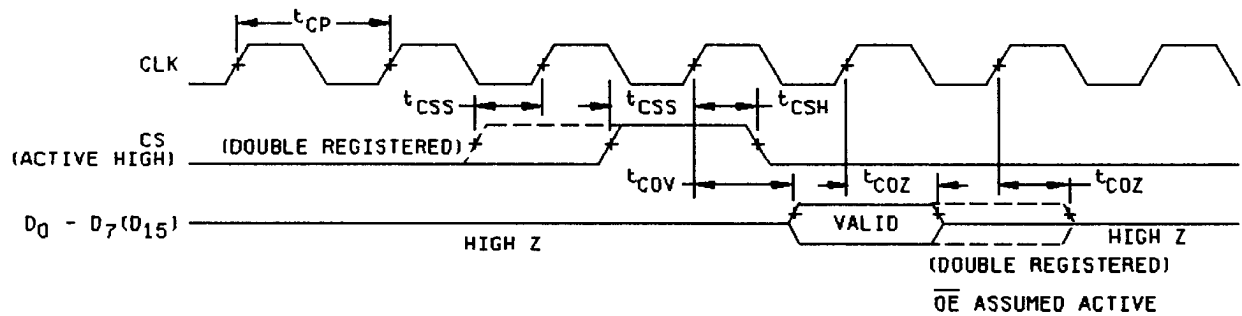 tCP
CLK
tCSS
tCSS
tCSH
CS
(ACTIVE HIGH)
(DOUBLE REGISTERED)
tCOV
tCOZ
tCOZ
D0 - D7(D15)
VALID
HIGH Z
HIGH Z
(DOUBLE REGISTERED)
O̅E̅ ASSUMED ACTIVE